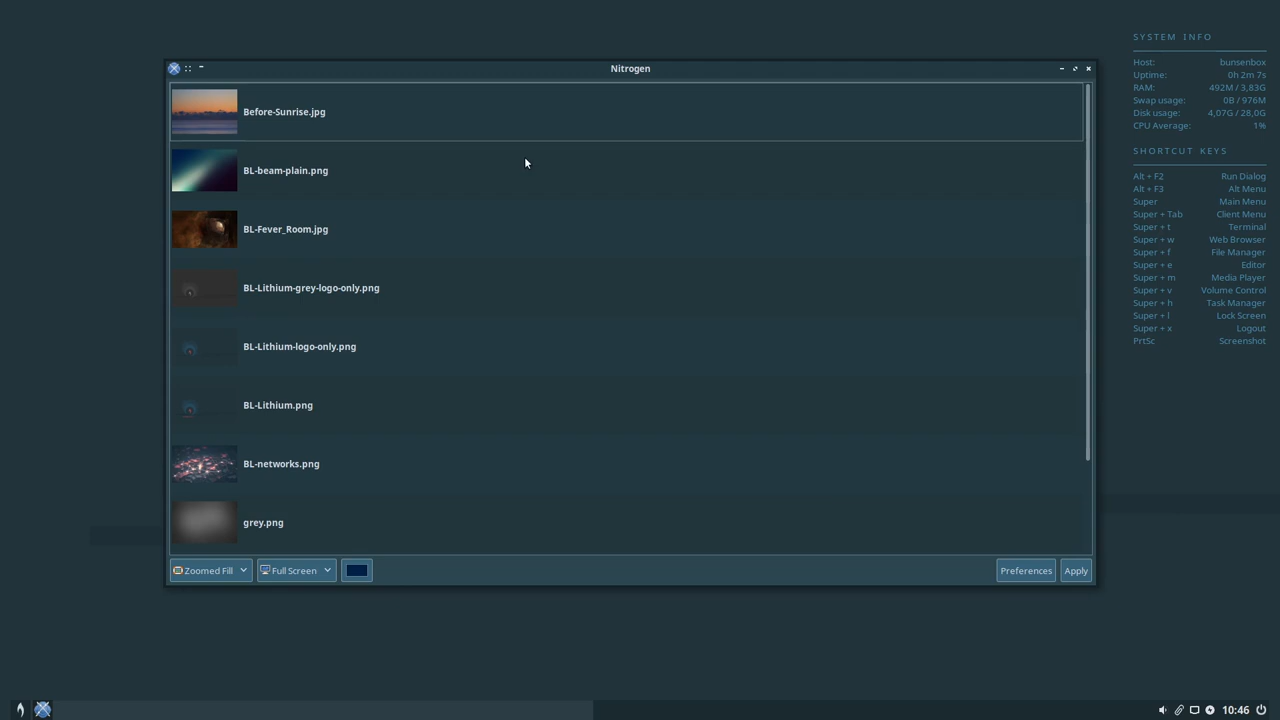 Nitrogen
Before-Sunrise.jpg
BL-beam-plain.png
BL-Fever_Room.jpg
BL-Lithium-grey-logo-only.png
BL-Lithium-logo-only.png
BL-Lithium.png
BL-networks.png
grey.png
Zoomed Fill Full Screen Preferences Apply
SYSTEM INFO
Host: bunsenbox
Uptime: 0h 2m 7s
RAM: 492M / 3,83G
Swap usage: 0B / 976M
Disk usage: 4,07G / 28,0G
CPU Average: 1%
SHORTCUT KEYS
Alt + F2 Run Dialog
Alt + F3 Alt Menu
Super Main Menu
Super + Tab Client Menu
Super + t Terminal
Super + w Web Browser
Super + f File Manager
Super + e Editor
Super + m Media Player
Super + v Volume Control
Super + h Task Manager
Super + l Lock Screen
Super + x Logout
PrtSc Screenshot
10:46